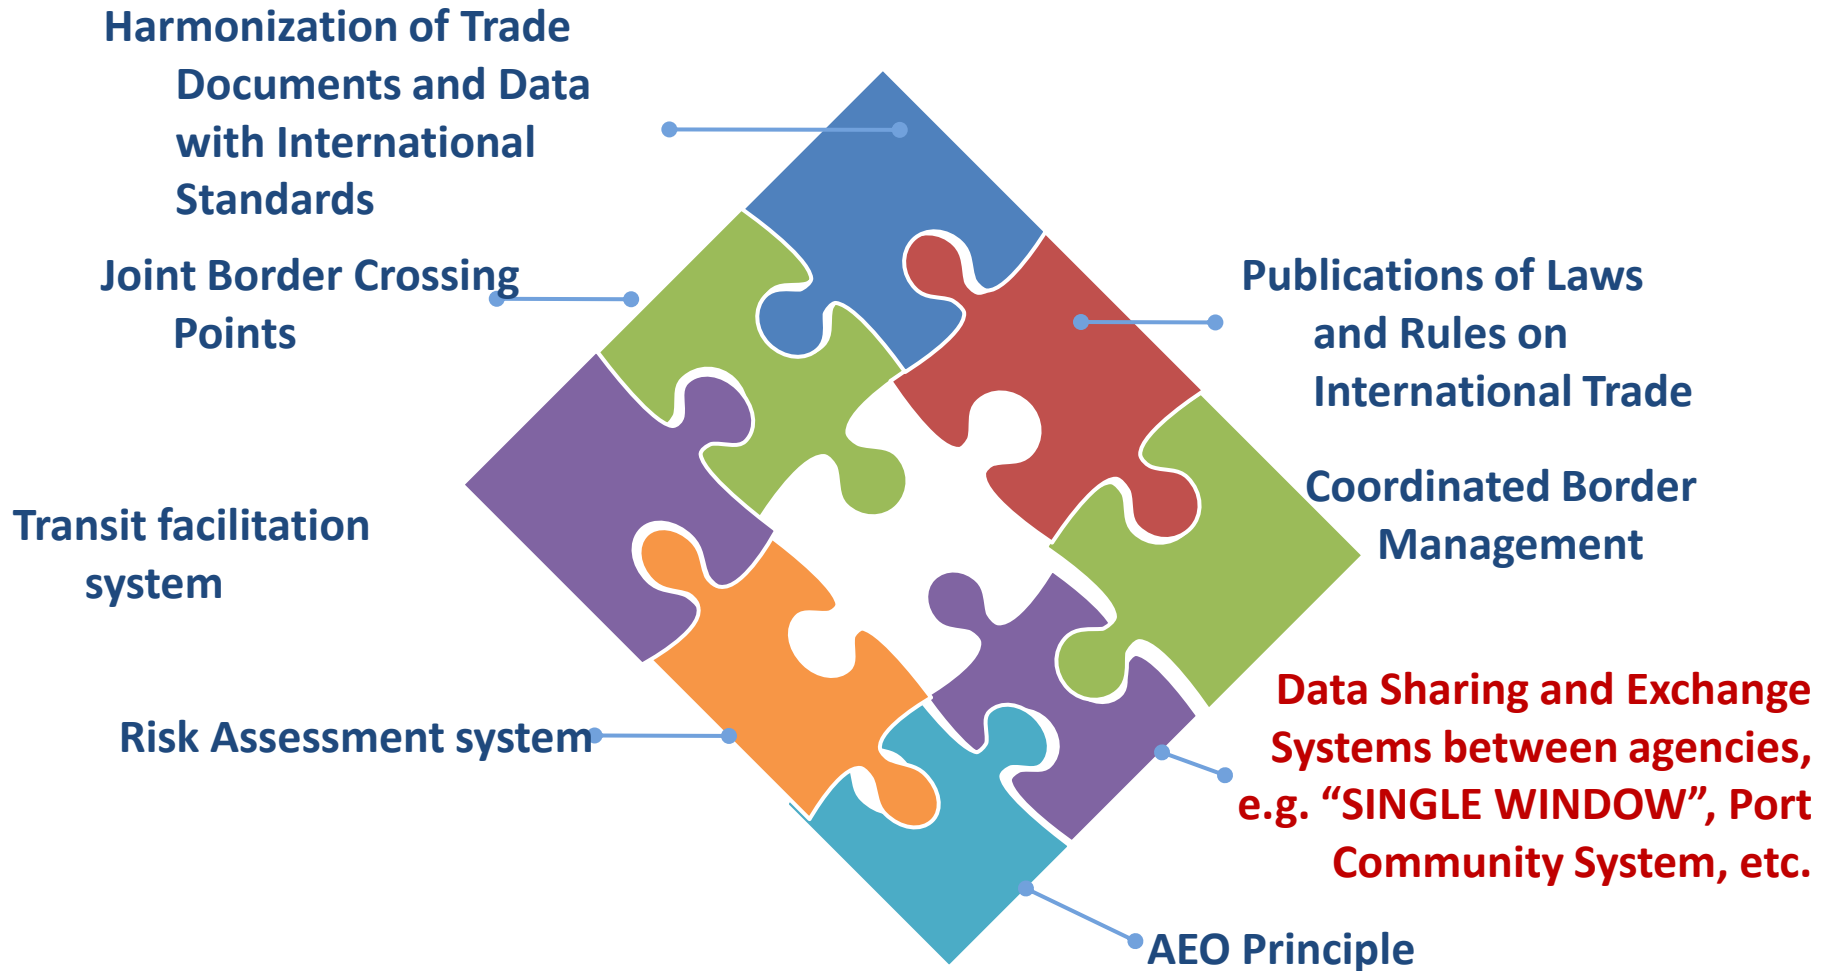 Harmonization of Trade
Documents and Data
with International
Standards
Joint Border Crossing
Points
Publications of Laws
and Rules on
International Trade
Coordinated Border
Management
Transit facilitation
system
Risk Assessment system
Data Sharing and Exchange
Systems between agencies,
e.g. “SINGLE WINDOW”, Port
Community System, etc.
AEO Principle